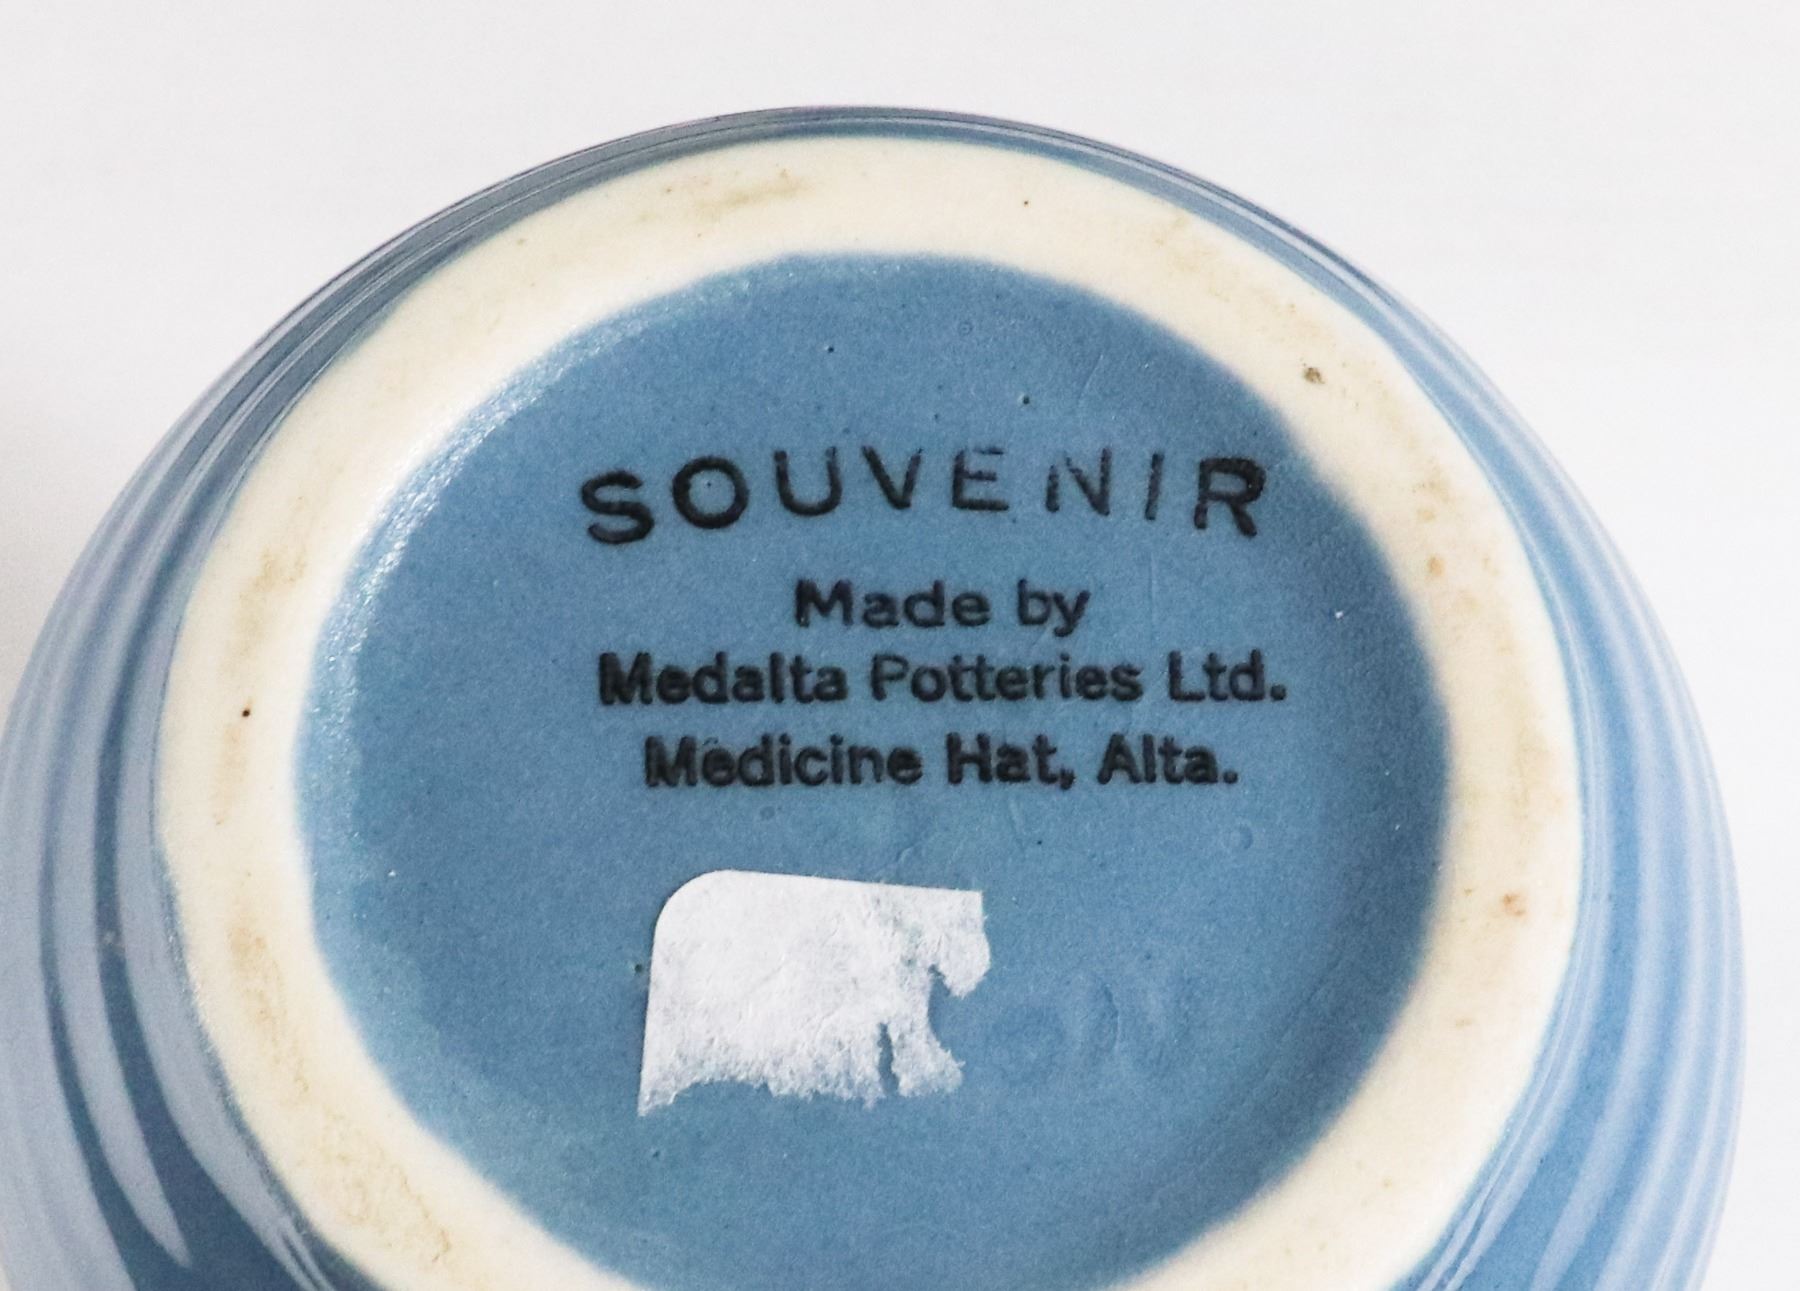 SOUVENIR
Made by
Medalta Potteries Ltd.
Medicine Hat, Alta.